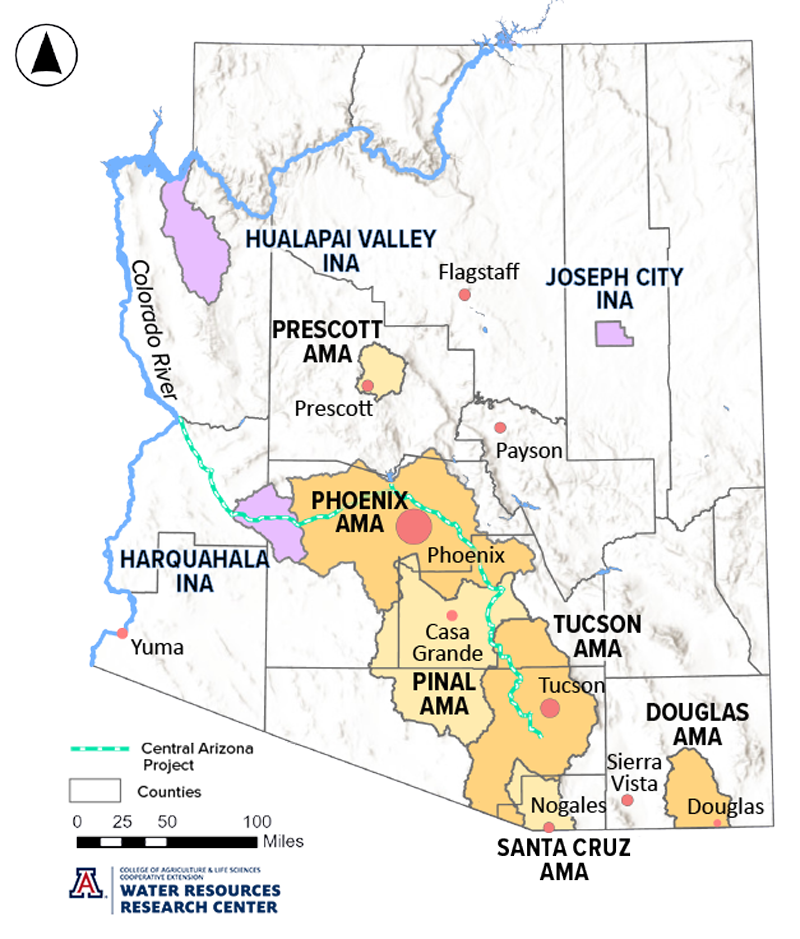 HUALAPAI VALLEY
INA
Flagstaff
JOSEPH CITY
INA
Colorado River
PRESCOTT
AMA
Prescott
Payson
PHOENIX
AMA
Phoenix
HARQUAHALA
INA
Yuma
Casa
Grande
TUCSON
AMA
PINAL
AMA
Tucson
DOUGLAS
AMA
Sierra
Vista
Nogales
Douglas
SANTA CRUZ
AMA
Central Arizona
Project
Counties
0 25 50 100
Miles
A
COLLEGE OF AGRICULTURE & LIFE SCIENCES
COOPERATIVE EXTENSION
WATER RESOURCES
RESEARCH CENTER